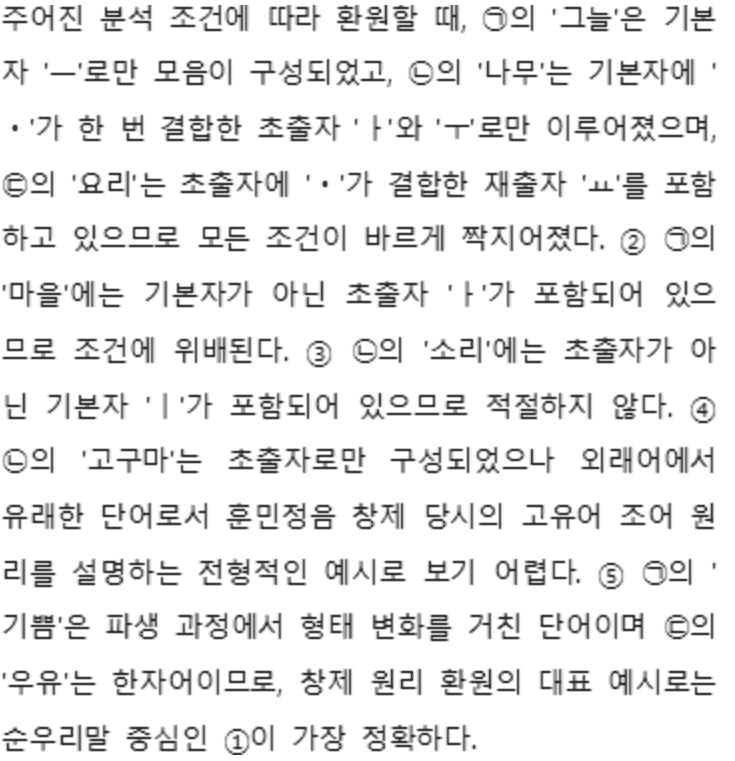 주어진 분석 조건에 따라 환원할 때, ㉠의 '그늘'은 기본
자 'ㅡ'로만 모음이 구성되었고, ㉡의 '나무'는 기본자에 '
・'가 한 번 결합한 초출자 'ㅏ'와 'ㅜ'로만 이루어졌으며,
㉢의 '요리'는 초출자에 '・'가 결합한 재출자 'ㅛ'를 포함
하고 있으므로 모든 조건이 바르게 짝지어졌다. ② ㉠의
'마을'에는 기본자가 아닌 초출자 'ㅏ'가 포함되어 있으
므로 조건에 위배된다. ③ ㉡의 '소리'에는 초출자가 아
닌 기본자 'ㅣ'가 포함되어 있으므로 적절하지 않다. ④
㉡의 '고구마'는 초출자로만 구성되었으나 외래어에서
유래한 단어로서 훈민정음 창제 당시의 고유어 조어 원
리를 설명하는 전형적인 예시로 보기 어렵다. ⑤ ㉠의 '
기쁨'은 파생 과정에서 형태 변화를 거친 단어이며 ㉢의
'우유'는 한자어이므로, 창제 원리 환원의 대표 예시로는
순우리말 중심인 ①이 가장 정확하다.